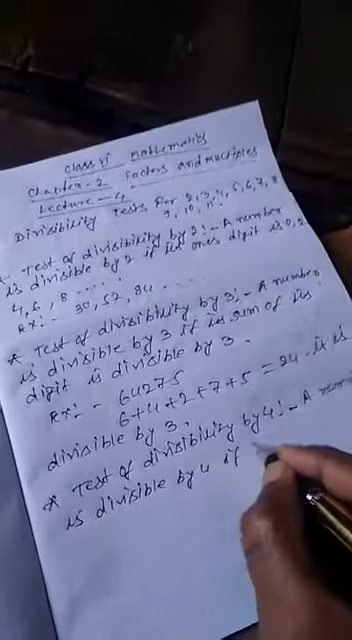 Class VI Mathematics
Chapter-2 Factors and multiples
Lecture-4
Divisibility Tests for 2,3,4,5,6,7,8
9,10,11.
* Test of divisibility by 2:- A number
is divisible by 2 if its ones digit is 0,2
4,6,8.....
Ex:- 30,52,84.....
* Test of divisibility by 3:- A number
is divisible by 3 if its sum of its
digit is divisible by 3.
Ex:- 64275
6+4+2+7+5=24. it is
divisible by 3.
* Test of divisibility by 4:- A
is divisible by 4 if